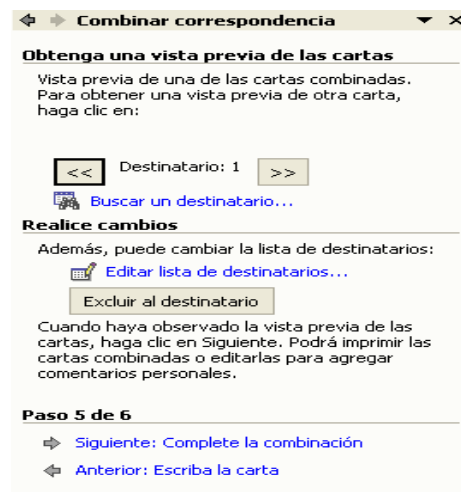 Combinar correspondencia
Obtenga una vista previa de las cartas
Vista previa de una de las cartas combinadas.
Para obtener una vista previa de otra carta,
haga clic en:
<< Destinatario: 1 >>
Buscar un destinatario...
Realice cambios
Además, puede cambiar la lista de destinatarios:
Editar lista de destinatarios...
Excluir al destinatario
Cuando haya observado la vista previa de las
cartas, haga clic en Siguiente. Podrá imprimir las
cartas combinadas o editarlas para agregar
comentarios personales.
Paso 5 de 6
Siguiente: Complete la combinación
Anterior: Escriba la carta